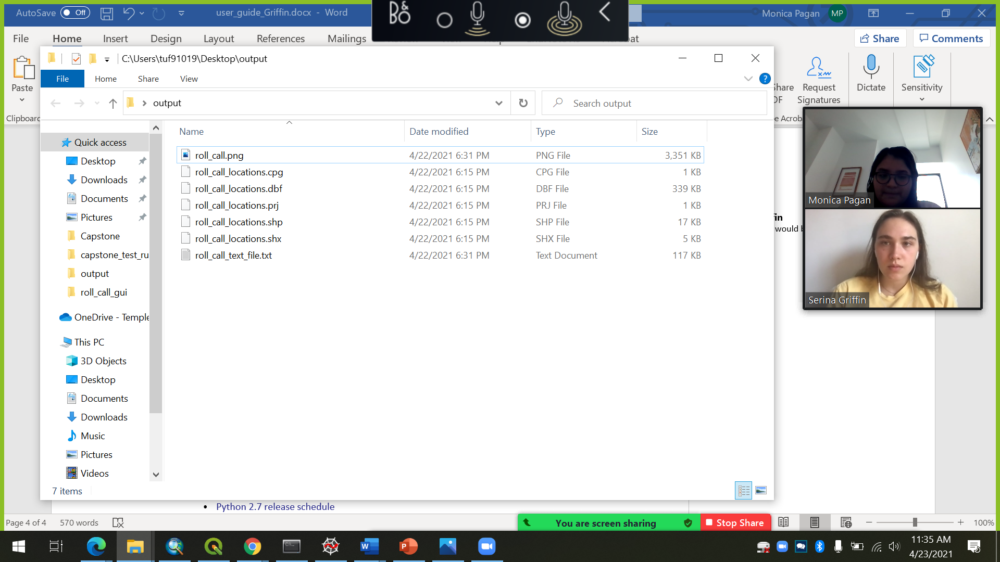 AutoSave Off user_guide_Griffin.docx - Word B&O Monica Pagan MP
File Home Insert Design Layout References Mailings Share Comments
C:\Users\tuf91019\Desktop\output
File Home Share View ?
Paste Request Signatures Dictate Sensitivity
output Search output
Clipboard
Name Date modified Type Size
roll_call.png 4/22/2021 6:31 PM PNG File 3,351 KB
roll_call_locations.cpg 4/22/2021 6:15 PM CPG File 1 KB
roll_call_locations.dbf 4/22/2021 6:15 PM DBF File 339 KB
roll_call_locations.prj 4/22/2021 6:15 PM PRJ File 1 KB
roll_call_locations.shp 4/22/2021 6:15 PM SHP File 17 KB
roll_call_locations.shx 4/22/2021 6:15 PM SHX File 5 KB
roll_call_text_file.txt 4/22/2021 6:31 PM Text Document 117 KB
Quick access
Desktop
Downloads
Documents
Pictures
Capstone
capstone_test_ru
output
roll_call_gui
OneDrive - Temple
This PC
3D Objects
Desktop
Documents
Downloads
Music
Pictures
Videos
7 items
Monica Pagan
would
Serina Griffin
• Python 2.7 release schedule
Page 4 of 4 570 words You are screen sharing Stop Share 100%
11:35 AM
4/23/2021